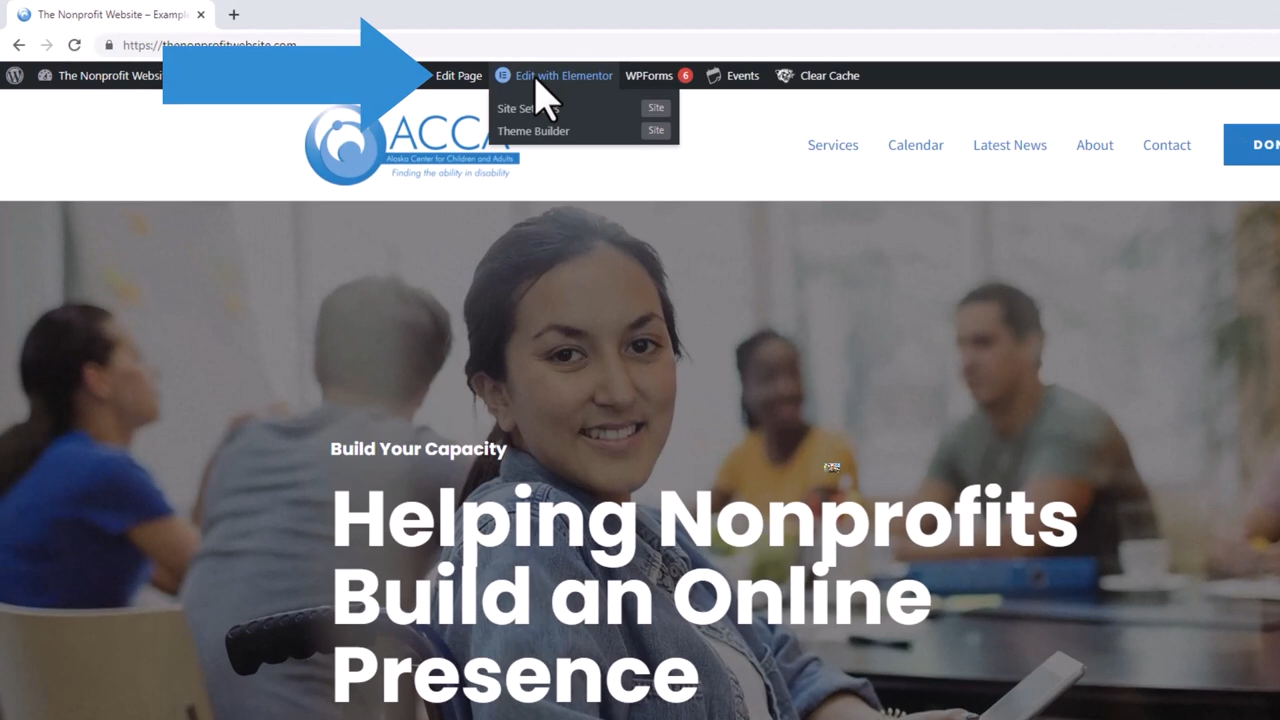 The Nonprofit Website – Exampl
https://thenonprofitwebsite.com
The Nonprofit Websi Edit Page Edit with Elementor WPForms 6 Events Clear Cache
Site Site
Theme Builder Site
ACCA
Alaska Center for Children and Adults
Finding the ability in disability
Services Calendar Latest News About Contact DON
Build Your Capacity
Helping Nonprofits
Build an Online
Presence